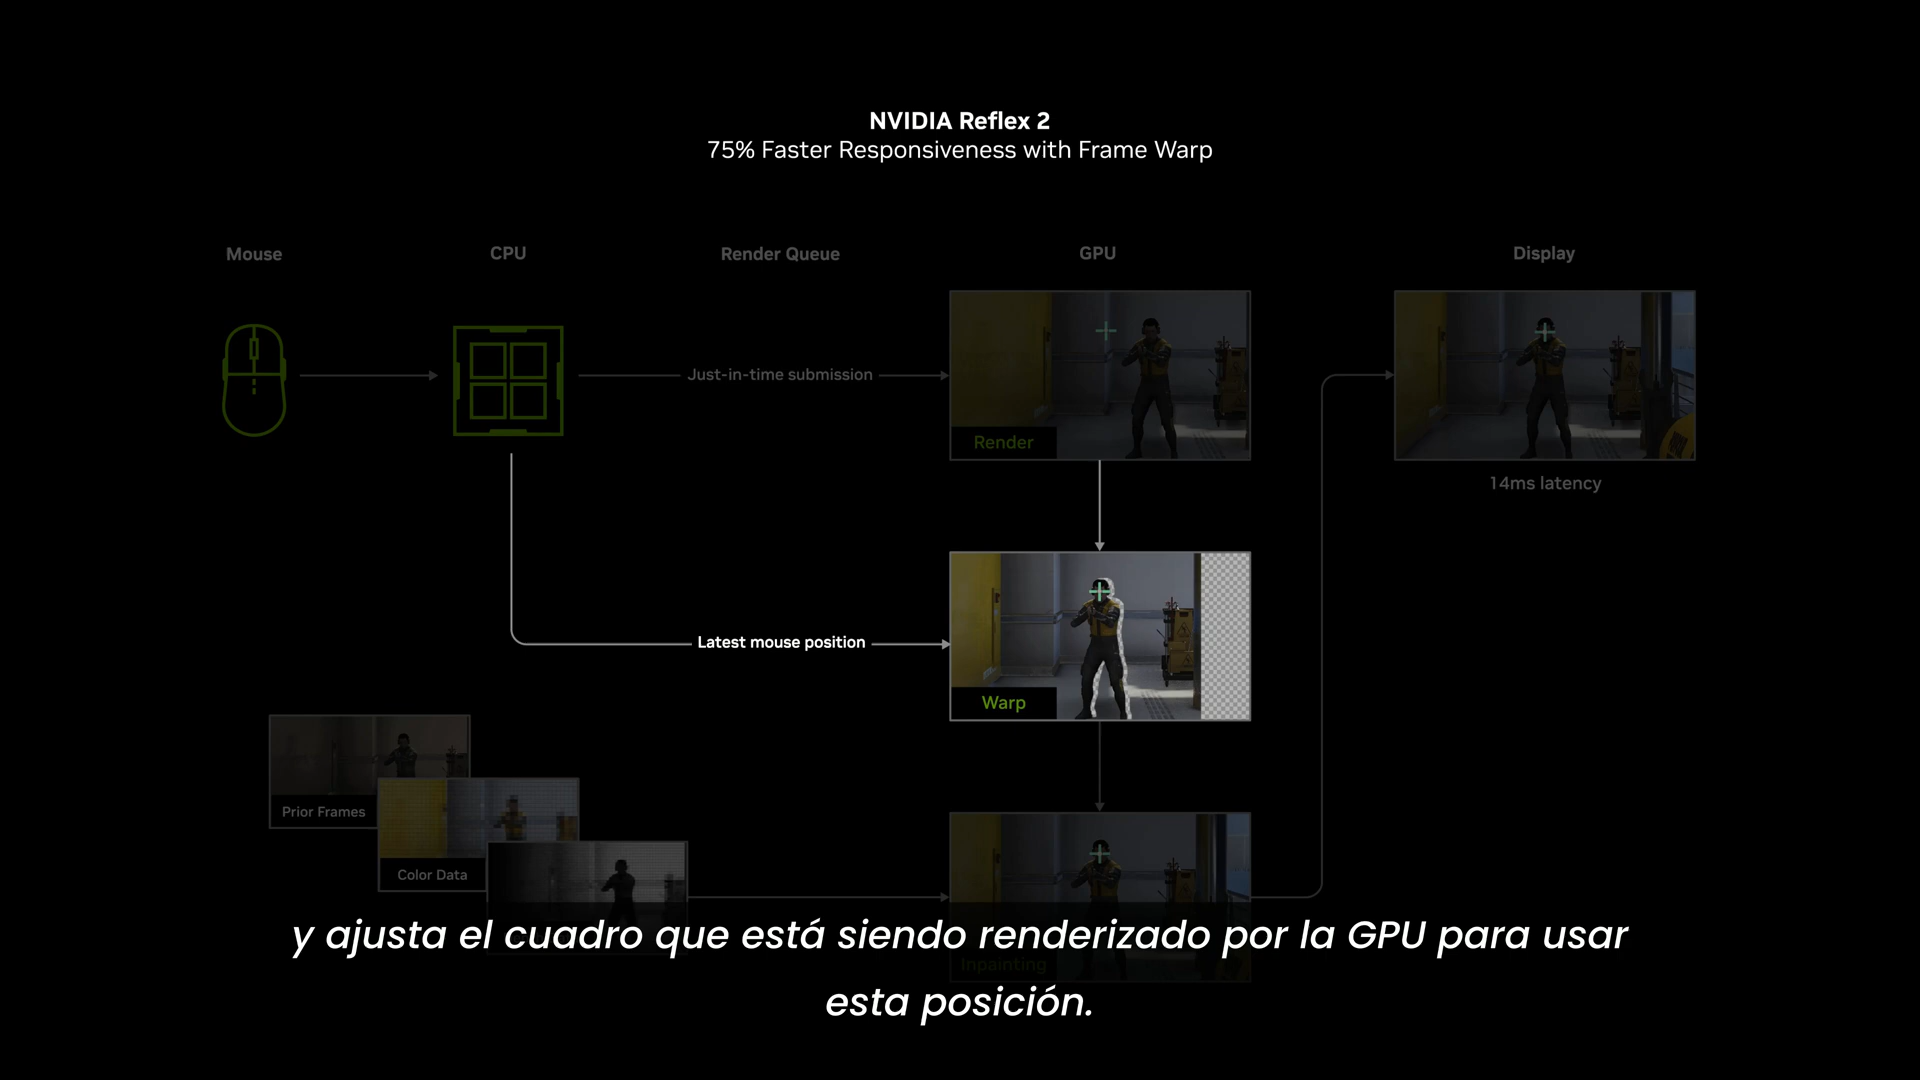 NVIDIA Reflex 2
75% Faster Responsiveness with Frame Warp
Mouse
CPU
Render Queue
GPU
Display
Just-in-time submission
Render
14ms latency
Latest mouse position
Warp
Prior Frames
Color Data
Inpainting
y ajusta el cuadro que está siendo renderizado por la GPU para usar
esta posición.